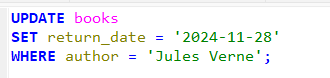 UPDATE books
SET return_date = '2024-11-28'
WHERE author = 'Jules Verne';